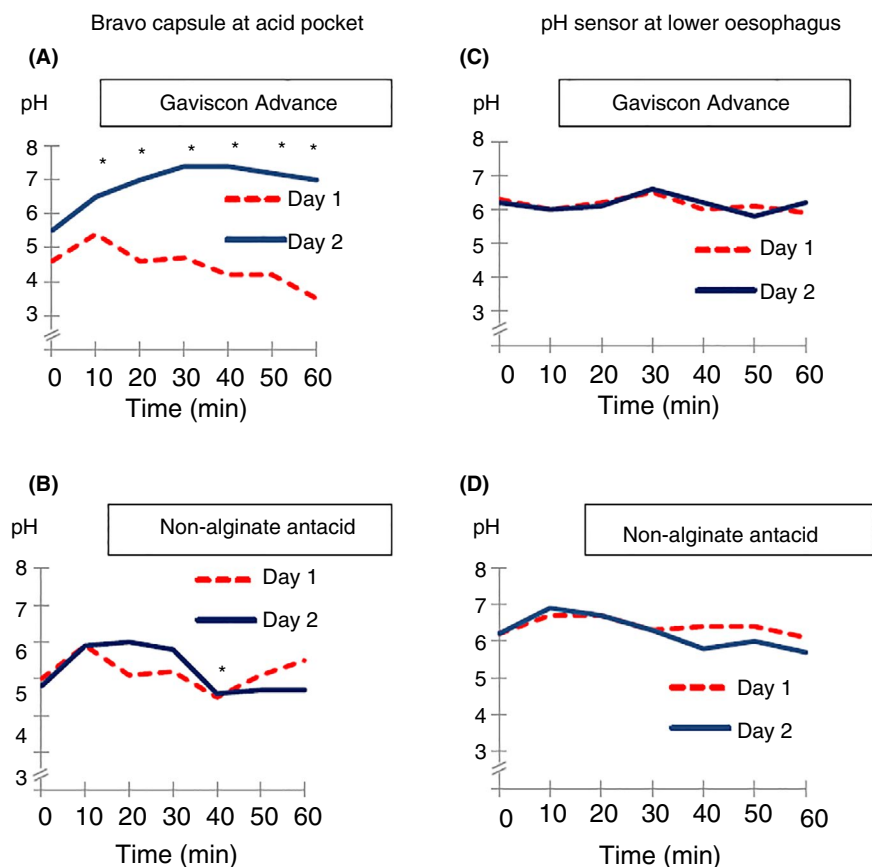 Bravo capsule at acid pocket
pH sensor at lower oesophagus
(A)
pH
Gaviscon Advance
8
7
6
5
4
3
* * * * * *
Day 1
Day 2
0 10 20 30 40 50 60
Time (min)
(C)
pH
Gaviscon Advance
8
7
6
5
4
3
Day 1
Day 2
0 10 20 30 40 50 60
Time (min)
(B)
pH
Non-alginate antacid
8
7
6
5
4
3
Day 1
Day 2
*
0 10 20 30 40 50 60
Time (min)
(D)
pH
Non-alginate antacid
8
7
6
5
4
3
Day 1
Day 2
0 10 20 30 40 50 60
Time (min)